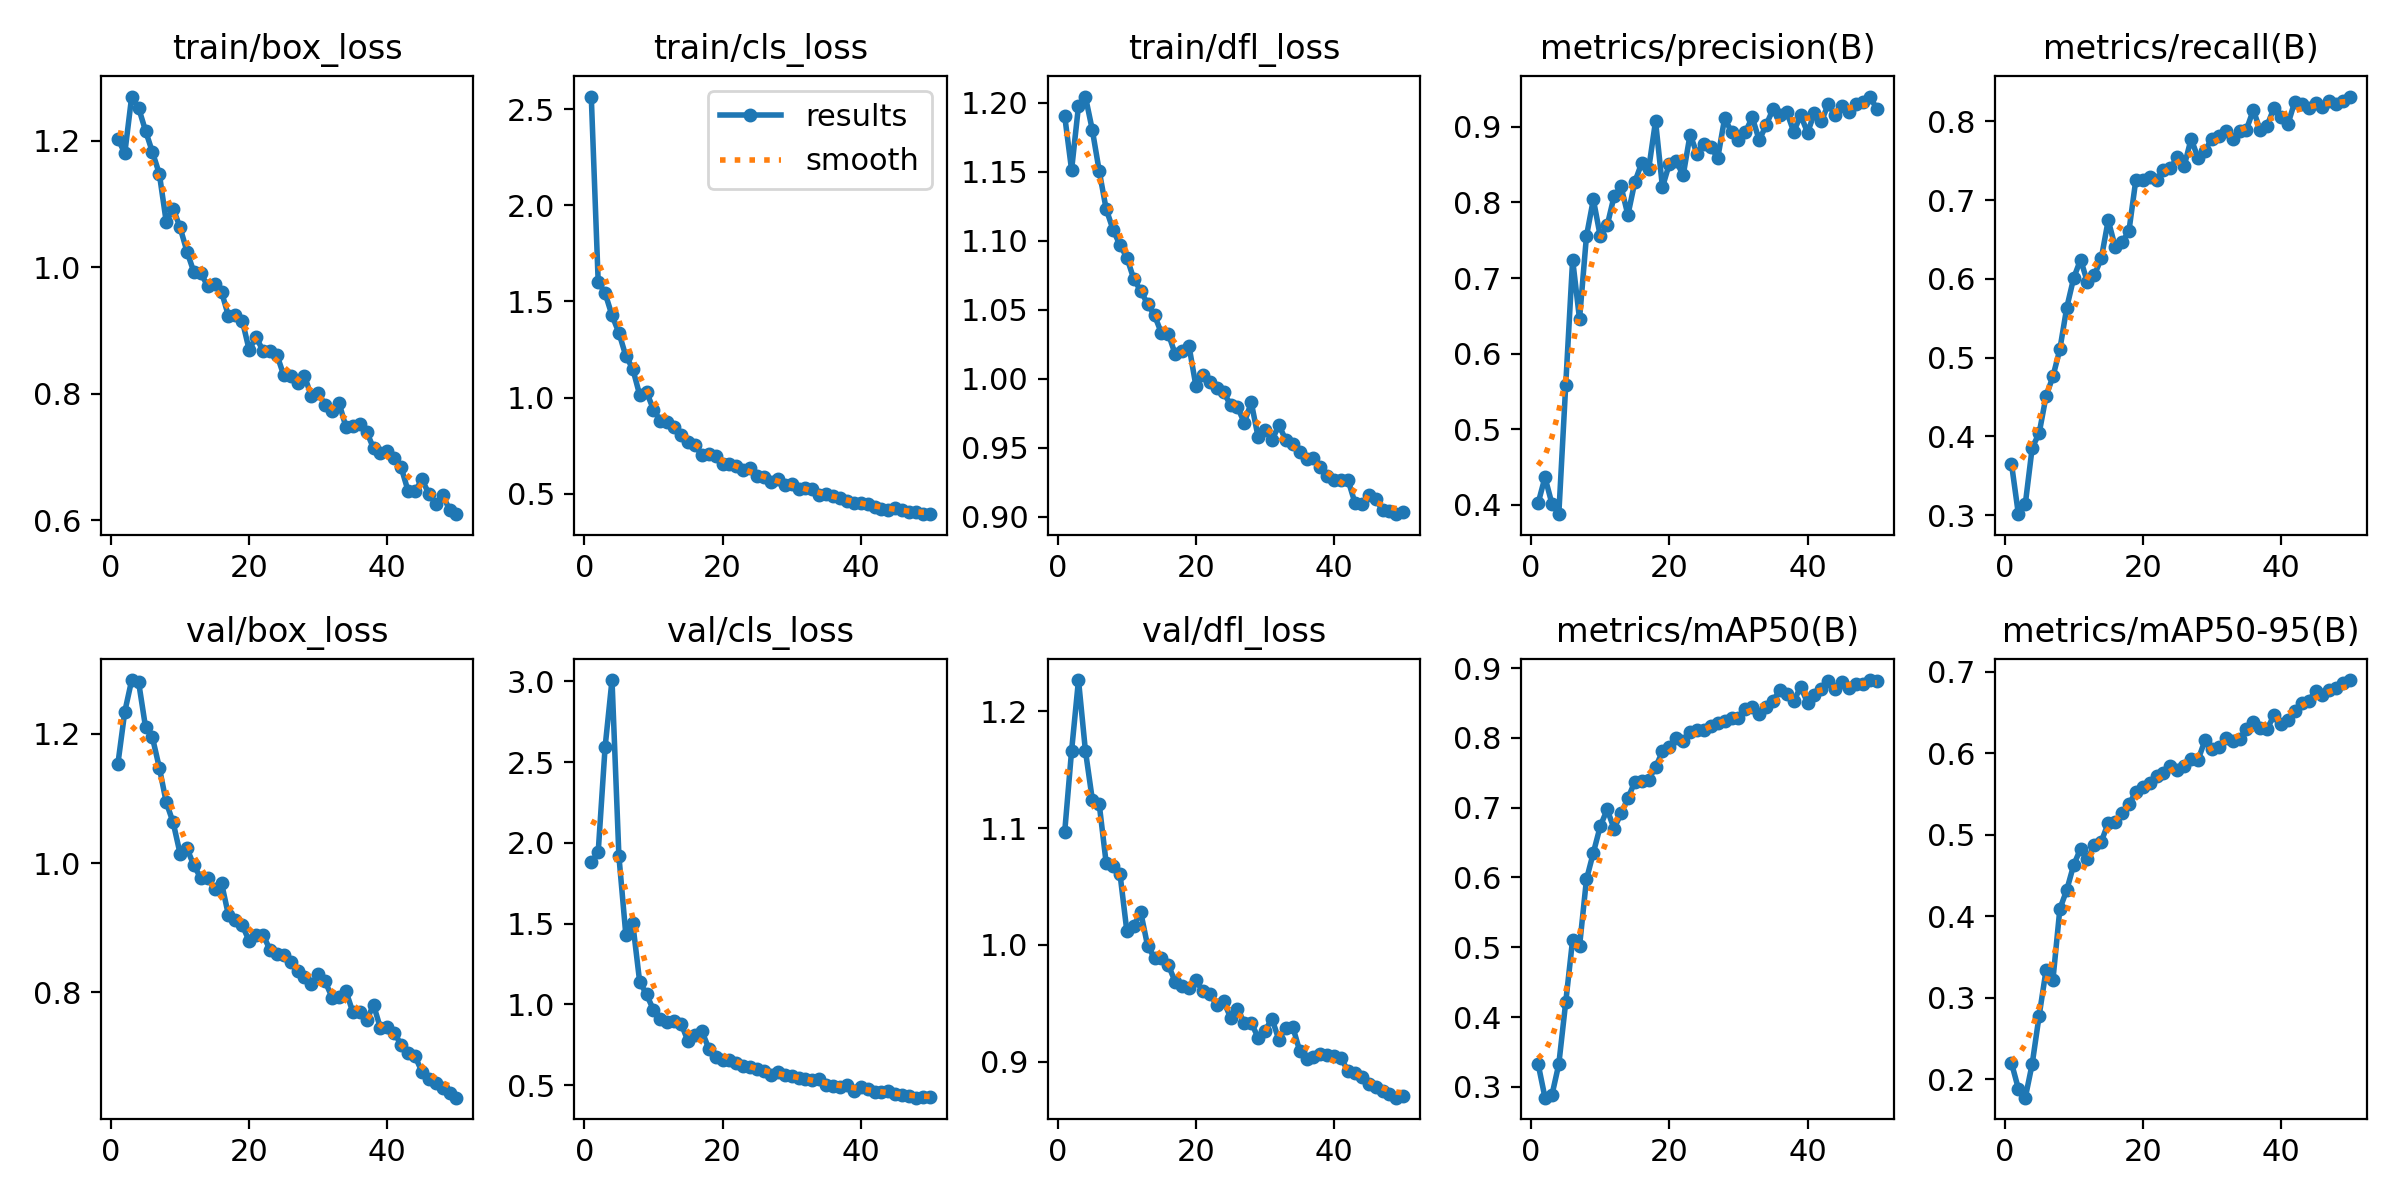 train/box_loss
1.2
1.0
0.8
0.6
0 20 40
train/cls_loss
results
smooth
2.5
2.0
1.5
1.0
0.5
0 20 40
train/dfl_loss
1.20
1.15
1.10
1.05
1.00
0.95
0.90
0 20 40
metrics/precision(B)
0.9
0.8
0.7
0.6
0.5
0.4
0 20 40
metrics/recall(B)
0.8
0.7
0.6
0.5
0.4
0.3
0 20 40
val/box_loss
1.2
1.0
0.8
0 20 40
val/cls_loss
3.0
2.5
2.0
1.5
1.0
0.5
0 20 40
val/dfl_loss
1.2
1.1
1.0
0.9
0 20 40
metrics/mAP50(B)
0.9
0.8
0.7
0.6
0.5
0.4
0.3
0 20 40
metrics/mAP50-95(B)
0.7
0.6
0.5
0.4
0.3
0.2
0 20 40